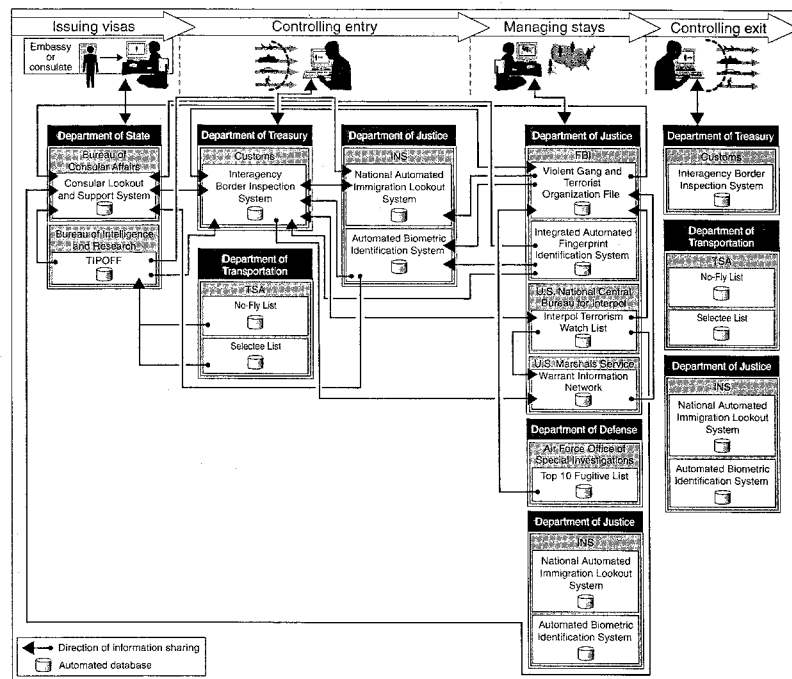 Issuing visas
Controlling entry
Managing stays
Controlling exit
Embassy
or
consulate
Department of State
Bureau of
Consular Affairs
Consular Lookout
and Support System
Bureau of Intelligence
and Research
TIPOFF
Department of Treasury
Customs
Interagency
Border Inspection
System
Department of
Transportation
TSA
No-Fly List
Selectee List
Department of Justice
INS
National Automated
Immigration Lookout
System
Automated Biometric
Identification System
Department of Justice
FBI
Violent Gang and
Terrorist
Organization File
Integrated Automated
Fingerprint
Identification System
U.S. National Central
Bureau for Interpol
Interpol Terrorism
Watch List
U.S. Marshals Service
Warrant Information
Network
Department of Defense
Air Force Office of
Special Investigations
Top 10 Fugitive List
Department of Justice
INS
National Automated
Immigration Lookout
System
Automated Biometric
Identification System
Department of Treasury
Customs
Interagency Border
Inspection System
Department of
Transportation
TSA
No-Fly List
Selectee List
Department of Justice
INS
National Automated
Immigration Lookout
System
Automated Biometric
Identification System
Direction of information sharing
Automated database